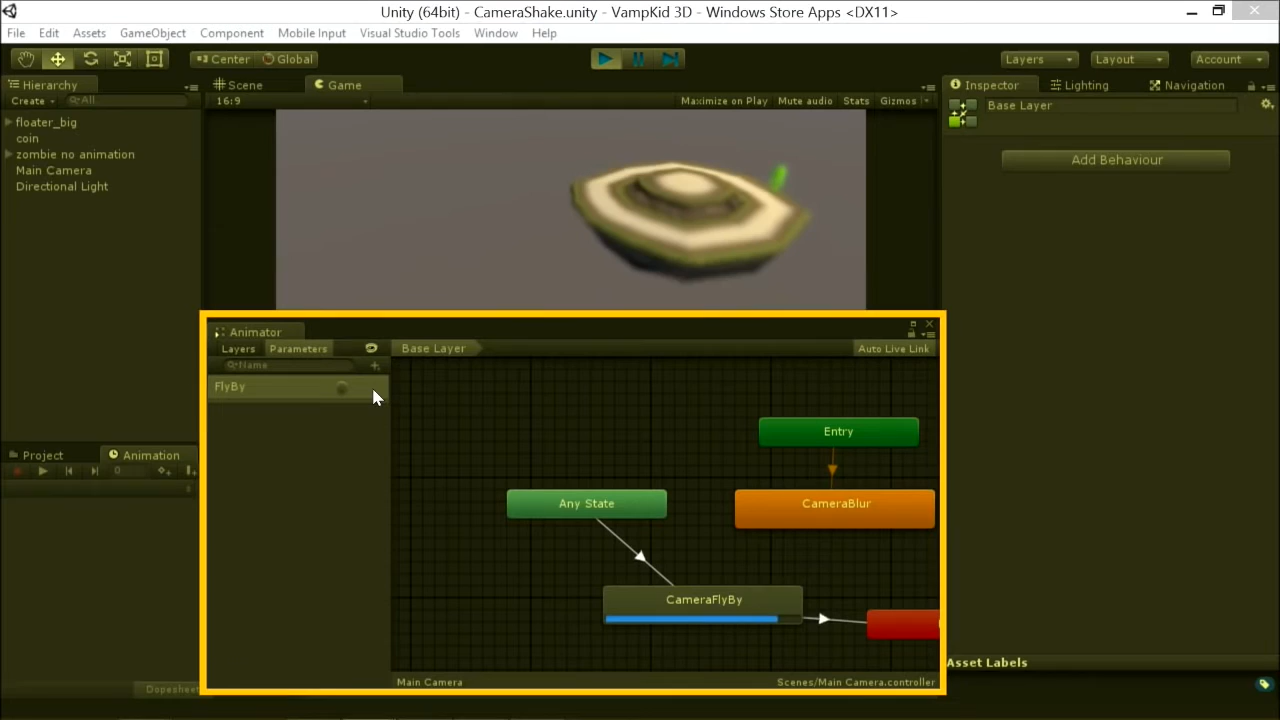 Unity (64bit) - CameraShake.unity - VampKid 3D - Windows Store Apps <DX11>
File Edit Assets GameObject Component Mobile Input Visual Studio Tools Window Help
Center Global Layers Layout Account
Hierarchy Scene Game Inspector Lighting Navigation
Create All 16:9 Maximize on Play Mute audio Stats Gizmos Base Layer
floater_big
coin
zombie no animation
Main Camera
Directional Light
Add Behaviour
Animator
Layers Parameters Base Layer Auto Live Link
Name
FlyBy
Entry
Project Animation
0
Any State CameraBlur
CameraFlyBy
Asset Labels
Dopesheet Main Camera Scenes/Main Camera.controller